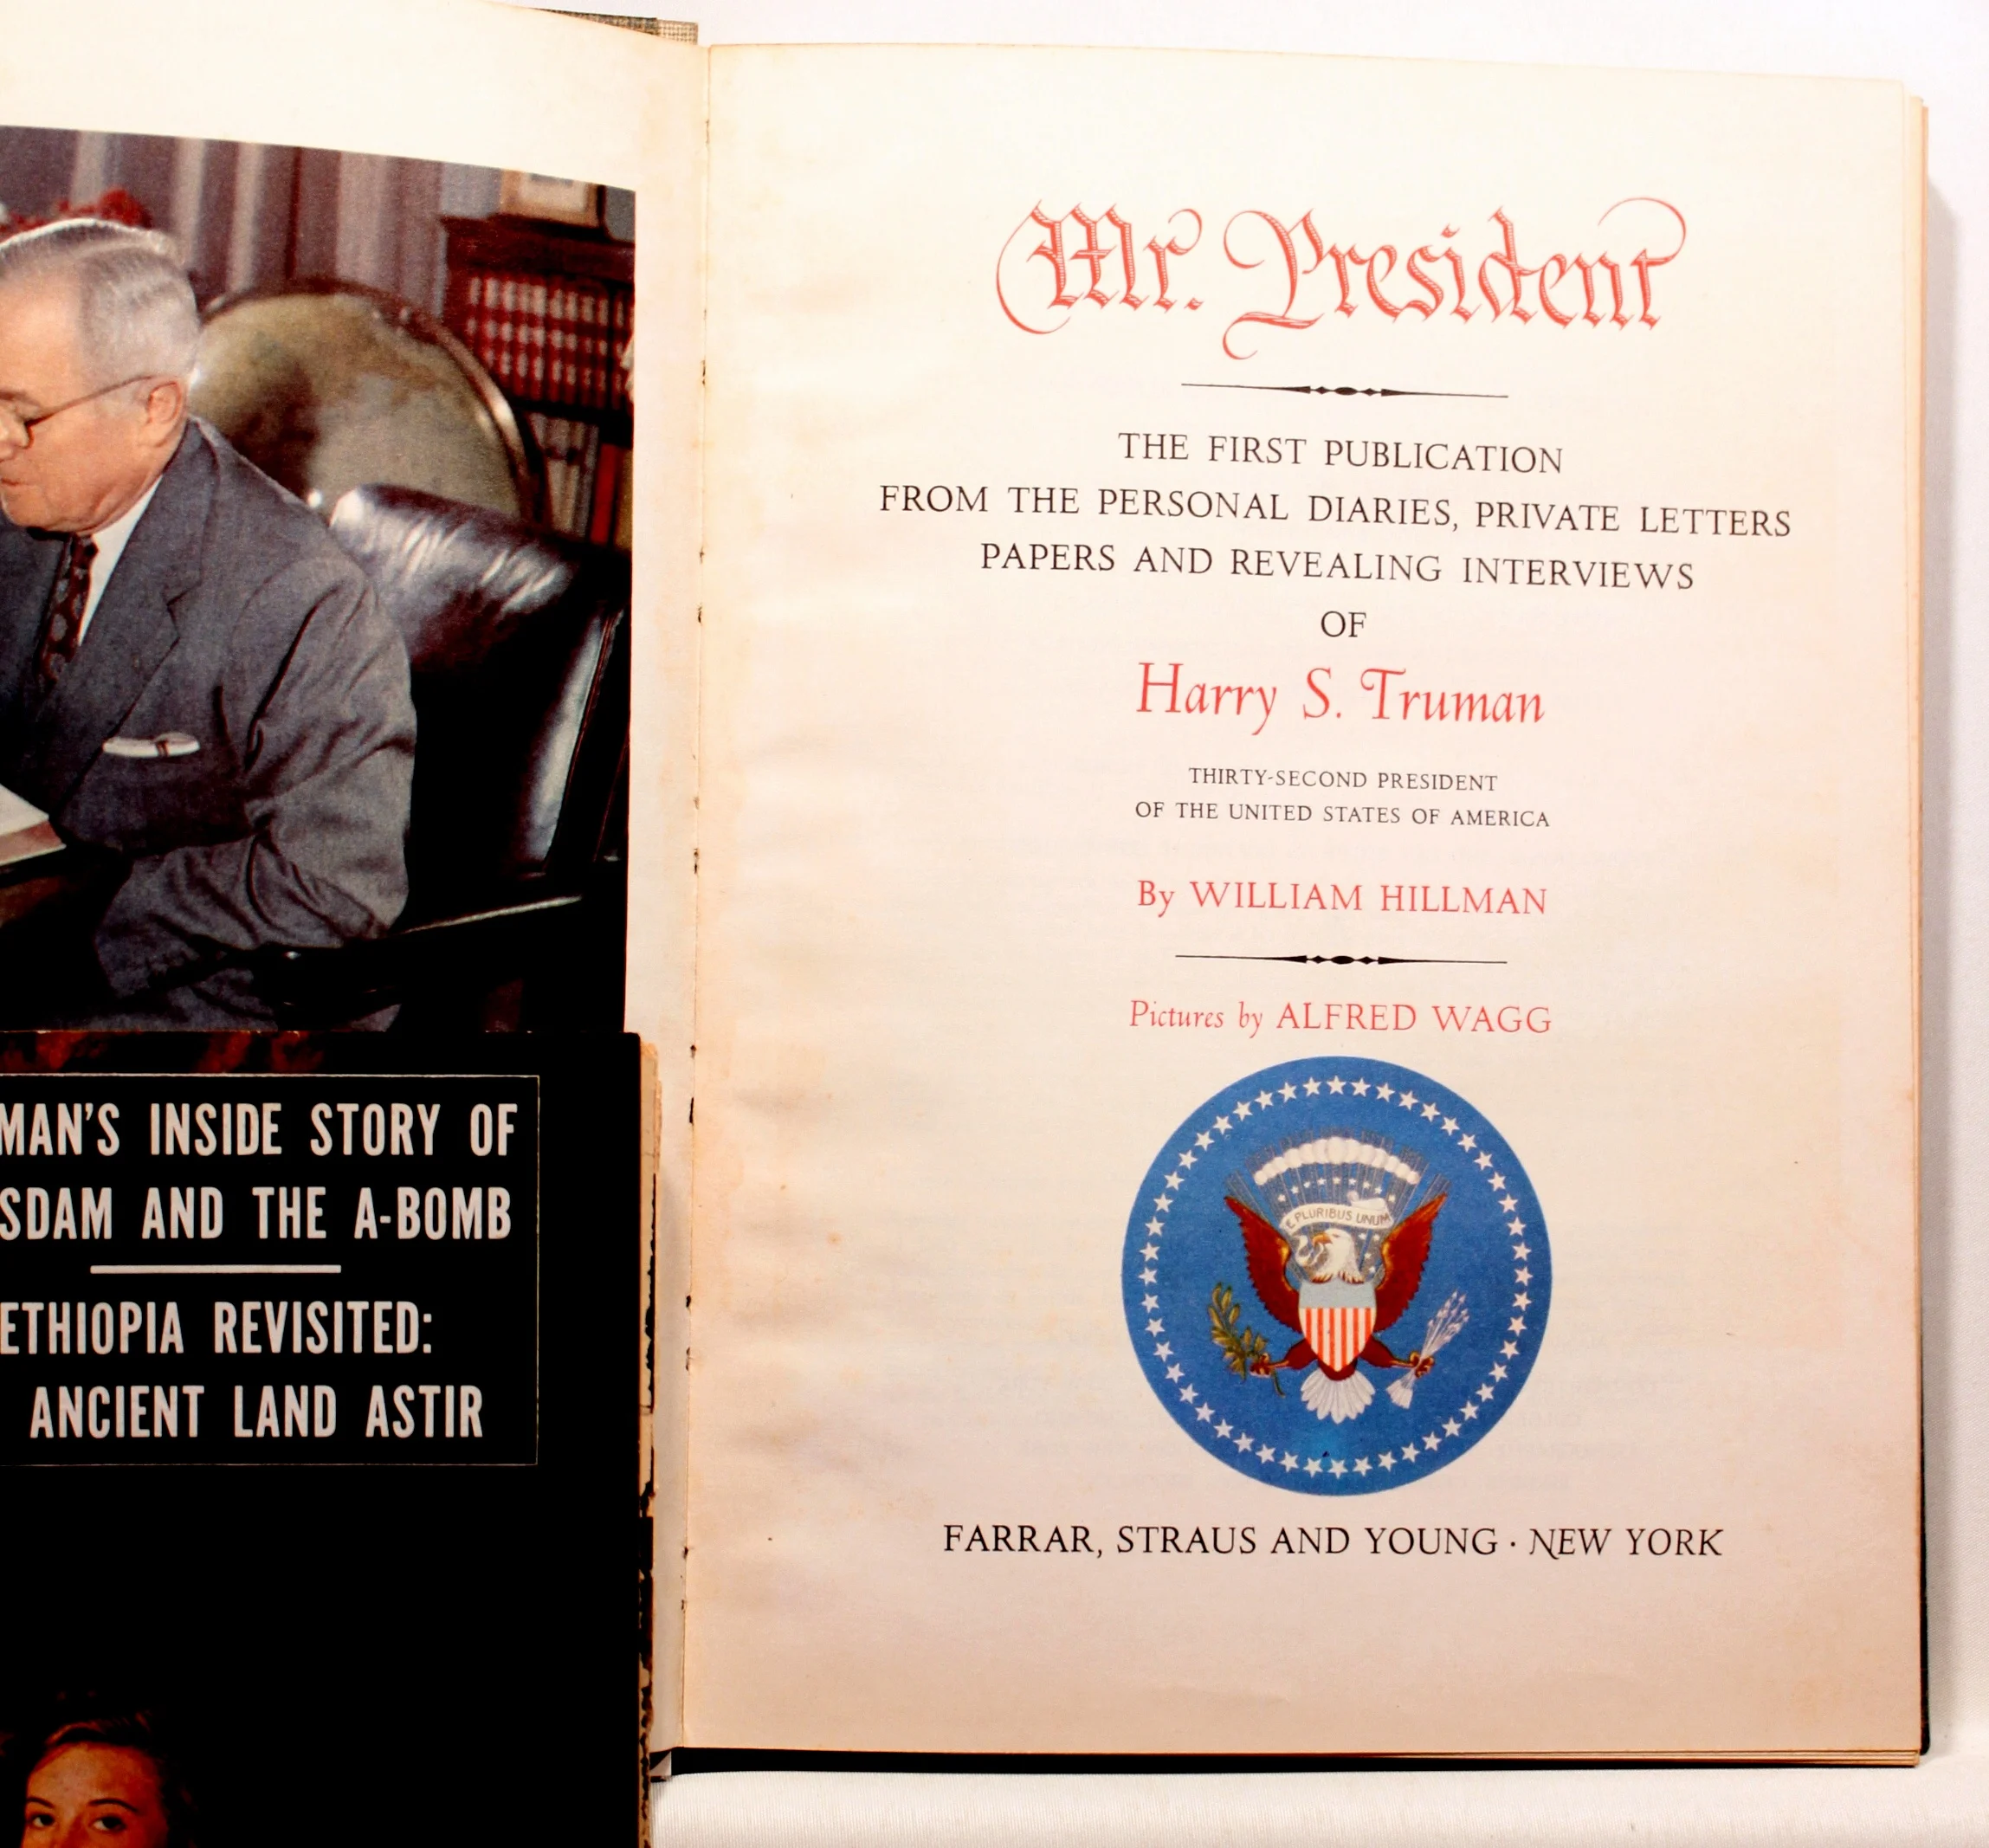 Mr. President
THE FIRST PUBLICATION
FROM THE PERSONAL DIARIES, PRIVATE LETTERS
PAPERS AND REVEALING INTERVIEWS
OF
Harry S. Truman
THIRTY-SECOND PRESIDENT
OF THE UNITED STATES OF AMERICA
By WILLIAM HILLMAN
Pictures by ALFRED WAGG
E PLURIBUS UNUM
FARRAR, STRAUS AND YOUNG · NEW YORK
MAN'S INSIDE STORY OF
SDAM AND THE A-BOMB
ETHIOPIA REVISITED:
ANCIENT LAND ASTIR